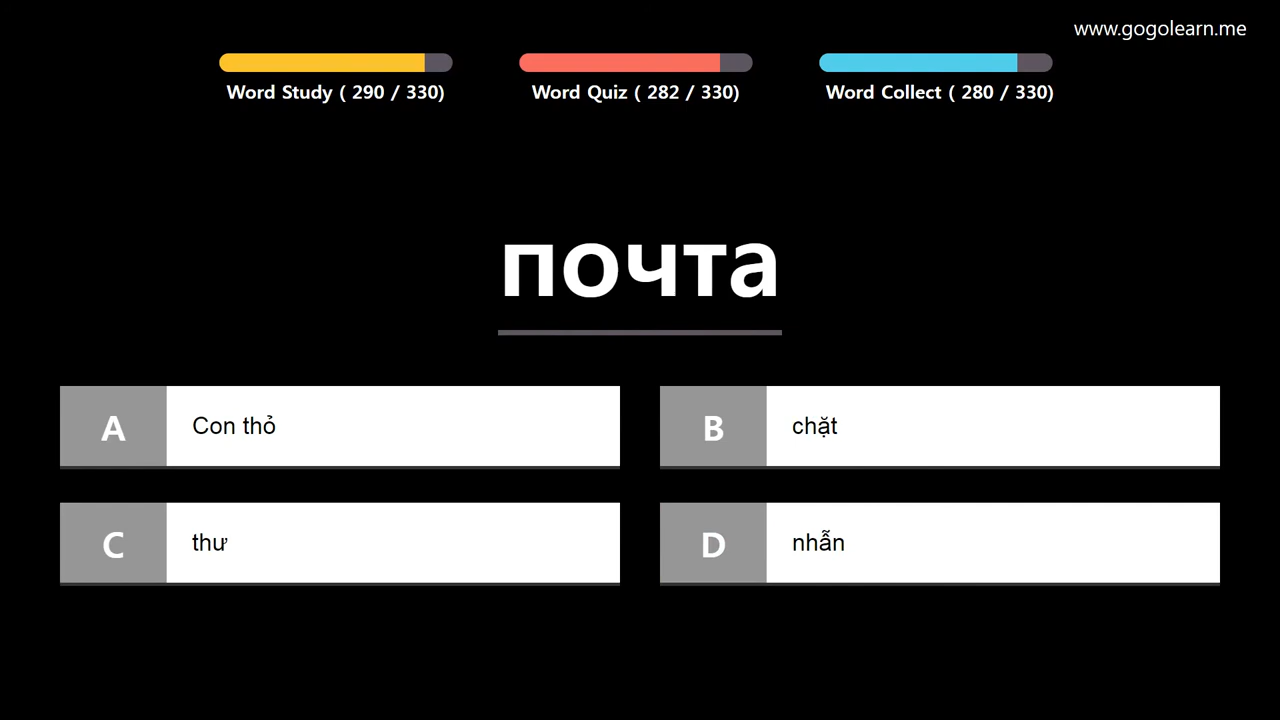 www.gogolearn.me
Word Study ( 290 / 330)
Word Quiz ( 282 / 330)
Word Collect ( 280 / 330)
почта
A Con thỏ
B chặt
C thư
D nhẫn